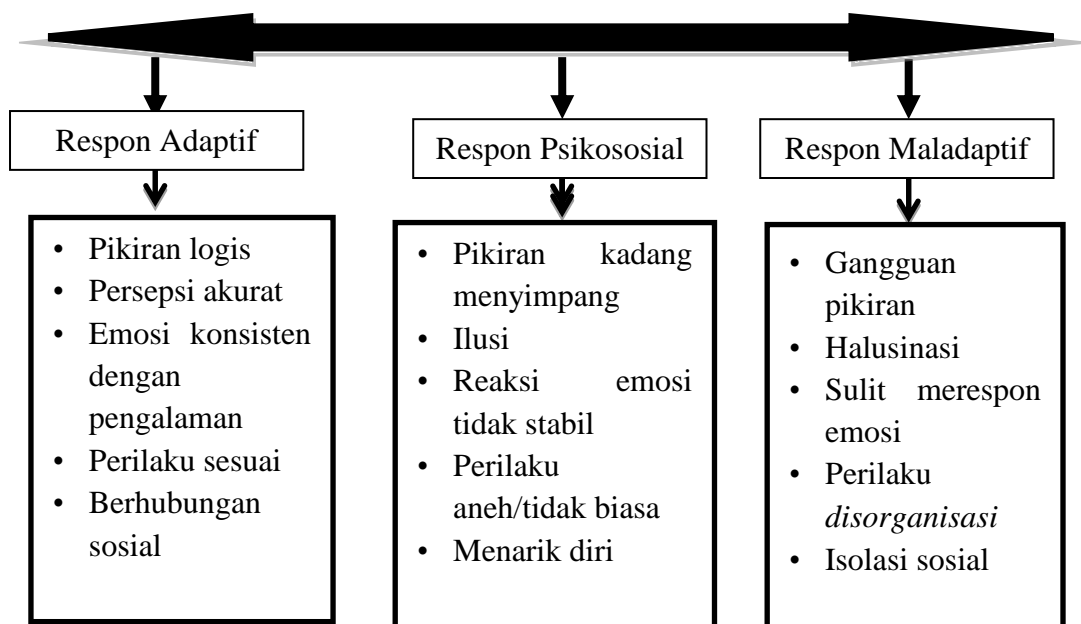 Respon Adaptif
Respon Psikososial
Respon Maladaptif
• Pikiran logis
• Persepsi akurat
• Emosi konsisten
dengan
pengalaman
• Perilaku sesuai
• Berhubungan
sosial
• Pikiran kadang
menyimpang
• Ilusi
• Reaksi emosi
tidak stabil
• Perilaku
aneh/tidak biasa
• Menarik diri
• Gangguan
pikiran
• Halusinasi
• Sulit merespon
emosi
• Perilaku
disorganisasi
• Isolasi sosial